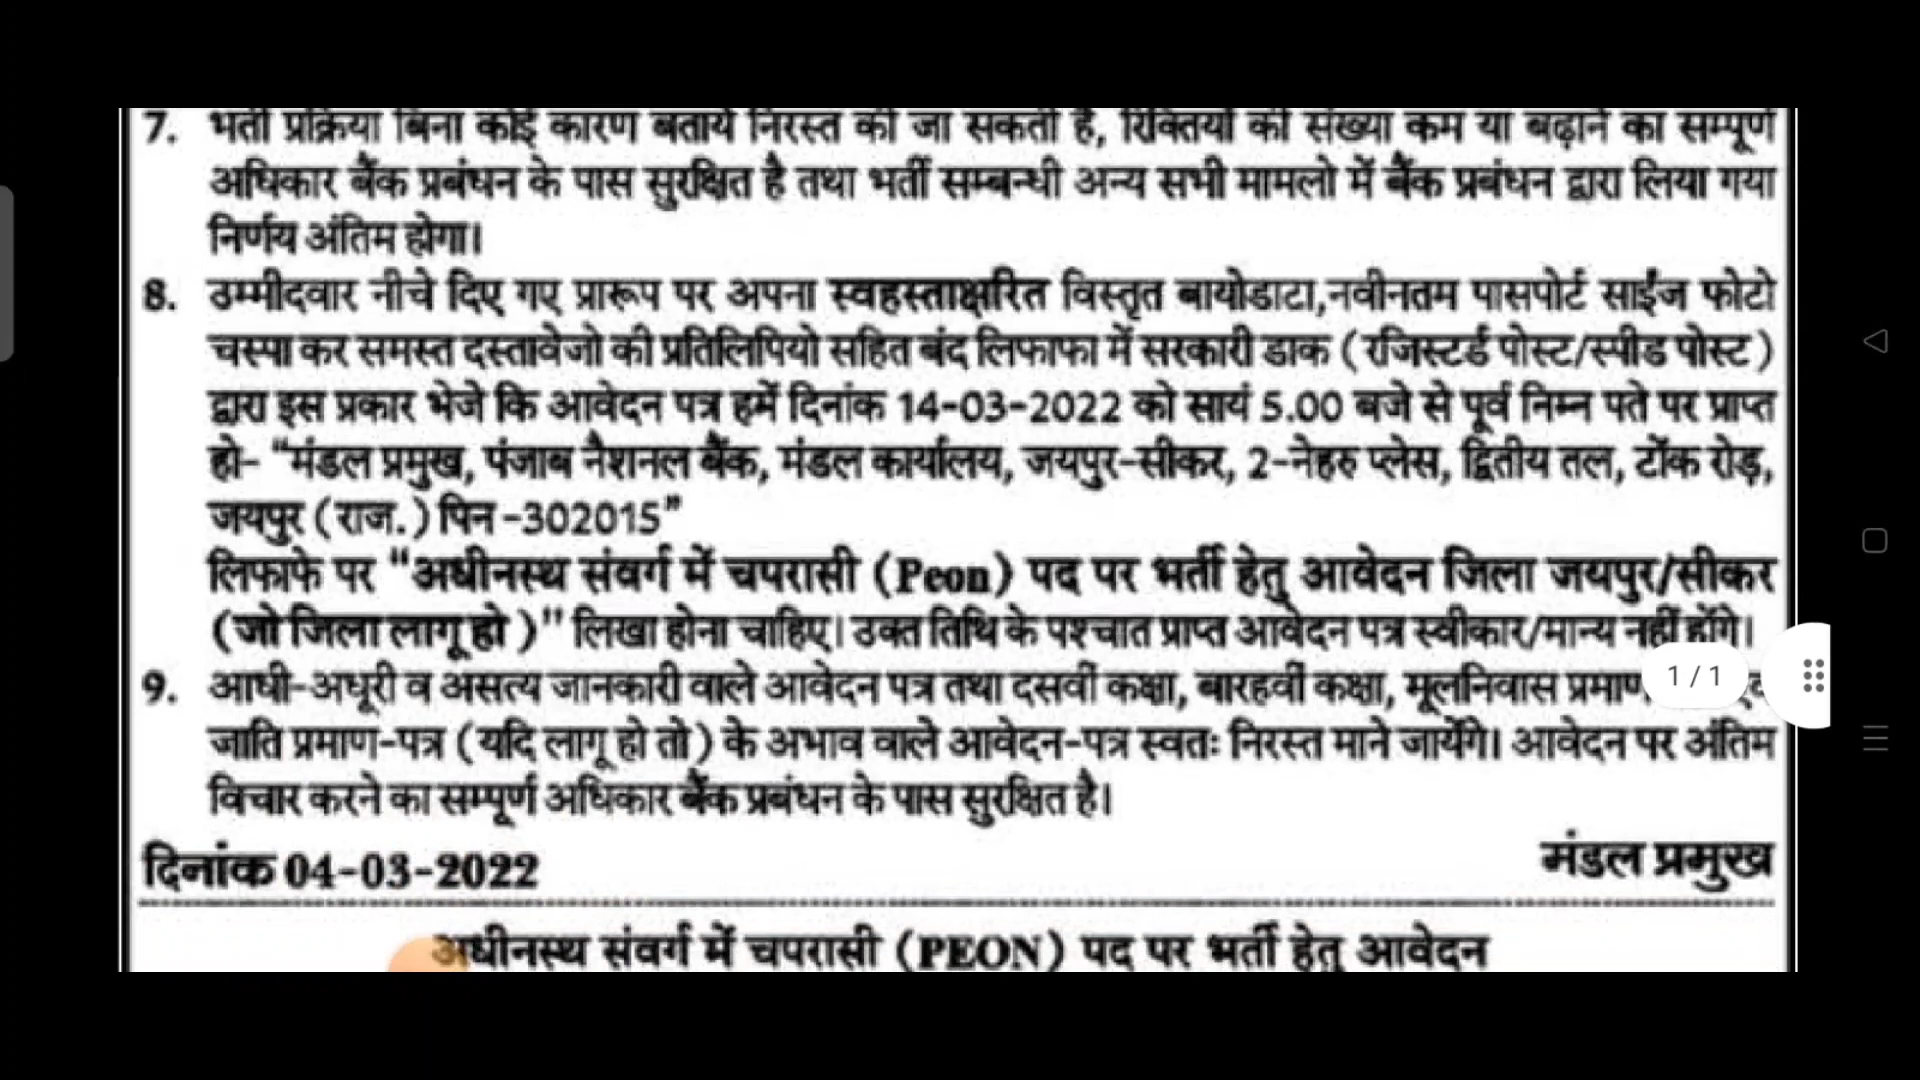 7. भर्ती प्रक्रिया बिना कोई कारण बताये निरस्त की जा सकती है, रिक्तियों की संख्या कम या बढ़ाने का सम्पूर्ण
अधिकार बैंक प्रबंधन के पास सुरक्षित है तथा भर्ती सम्बन्धी अन्य सभी मामलो में बैंक प्रबंधन द्वारा लिया गया
निर्णय अंतिम होगा।
8. उम्मीदवार नीचे दिए गए प्रारूप पर अपना स्वहस्ताक्षरित विस्तृत बायोडाटा,नवीनतम पासपोर्ट साईज फोटो
चस्पा कर समस्त दस्तावेजो की प्रतिलिपियो सहित बंद लिफाफा में सरकारी डाक (रजिस्टर्ड पोस्ट/स्पीड पोस्ट)
द्वारा इस प्रकार भेजे कि आवेदन पत्र हमें दिनांक 14-03-2022 को सायं 5.00 बजे से पूर्व निम्न पते पर प्राप्त
हो- "मंडल प्रमुख, पंजाब नैशनल बैंक, मंडल कार्यालय, जयपुर-सीकर, 2-नेहरु प्लेस, द्वितीय तल, टोंक रोड़,
जयपुर (राज.) पिन -302015"
लिफाफे पर "अधीनस्थ संवर्ग में चपरासी (Peon) पद पर भर्ती हेतु आवेदन जिला जयपुर/सीकर
(जो जिला लागू हो )" लिखा होना चाहिए। उक्त तिथि के पश्चात प्राप्त आवेदन पत्र स्वीकार/मान्य नहीं होंगे।
1/1
9. आधी-अधूरी व असत्य जानकारी वाले आवेदन पत्र तथा दसवीं कक्षा, बारहवीं कक्षा, मूलनिवास
जाति प्रमाण-पत्र (यदि लागू हो तो) के अभाव वाले आवेदन-पत्र स्वतः निरस्त माने जायेंगे। आवेदन पर अंतिम
विचार करने का सम्पूर्ण अधिकार बैंक प्रबंधन के पास सुरक्षित है।
दिनांक 04-03-2022 मंडल प्रमुख
अधीनस्थ संवर्ग में चपरासी (PEON) पद पर भर्ती हेतु आवेदन